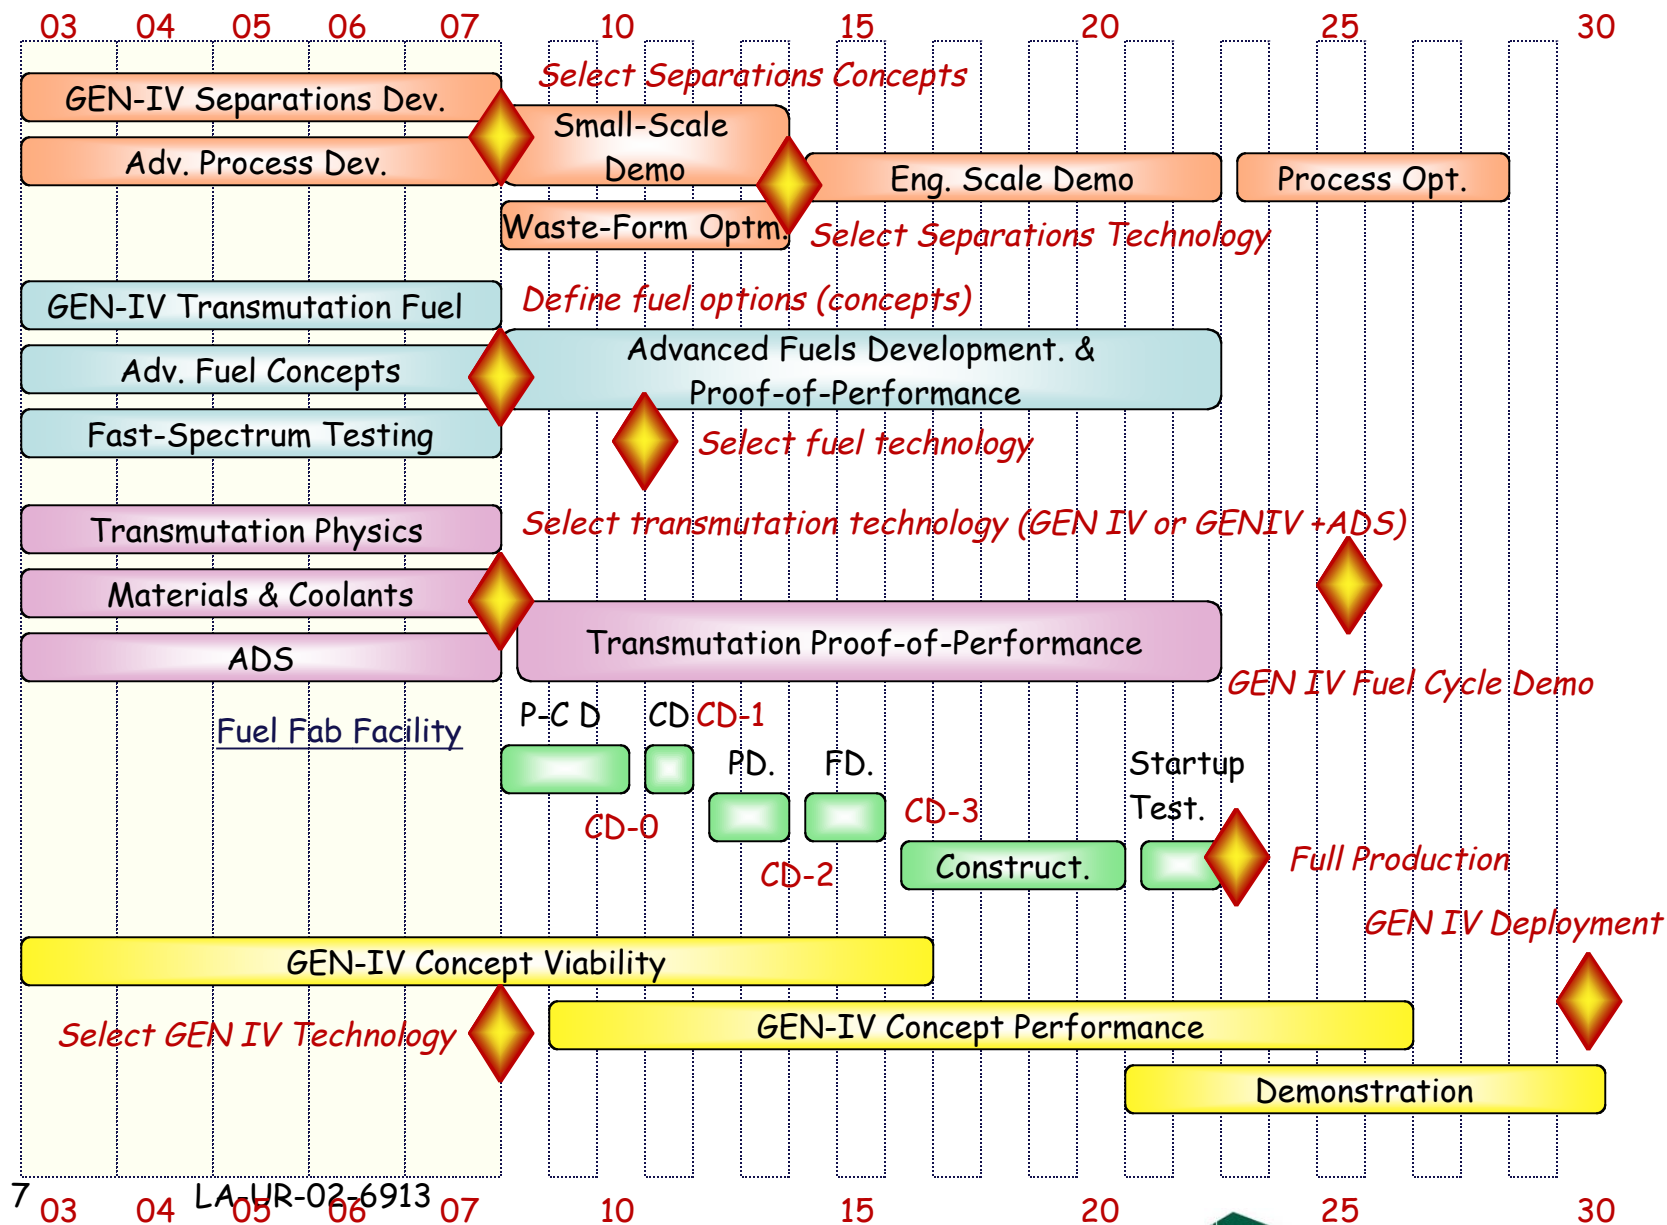 03 04 05 06 07 10 15 20 25 30
Select Separations Concepts
GEN-IV Separations Dev.
Small-Scale
Demo
Adv. Process Dev.
Eng. Scale Demo
Process Opt.
Waste-Form Optm.
Select Separations Technology
GEN-IV Transmutation Fuel
Define fuel options (concepts)
Adv. Fuel Concepts
Advanced Fuels Development. &
Proof-of-Performance
Fast-Spectrum Testing
Select fuel technology
Transmutation Physics
Select transmutation technology (GEN IV or GENIV +ADS)
Materials & Coolants
Transmutation Proof-of-Performance
ADS
GEN IV Fuel Cycle Demo
Fuel Fab Facility
P-C D
CD
CD-1
PD.
FD.
Startup
Test.
CD-0
CD-3
CD-2
Construct.
Full Production
GEN IV Deployment
GEN-IV Concept Viability
Select GEN IV Technology
GEN-IV Concept Performance
Demonstration
7
LA-UR-02-6913
03 04 05 06 07 10 15 20 25 30